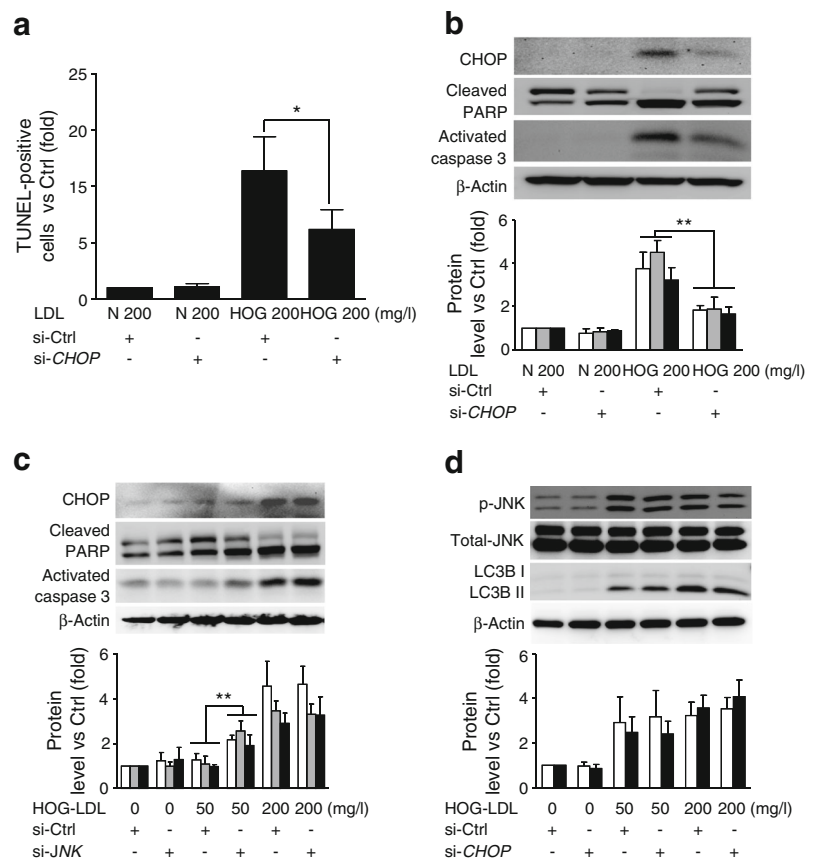 a
TUNEL-positive
cells vs Ctrl (fold)
25
20
15
5
0
*
LDL N 200 N 200 HOG 200 HOG 200 (mg/l)
si-Ctrl + - + -
si-CHOP - + - +
b
CHOP
Cleaved
PARP
Activated
caspase 3
β-Actin
Protein
level vs Ctrl (fold)
6
4
2
0
**
LDL N 200 N 200 HOG 200 HOG 200 (mg/l)
si-Ctrl + - + -
si-CHOP - + - +
c
CHOP
Cleaved
PARP
Activated
caspase 3
β-Actin
Protein
level vs Ctrl (fold)
6
4
2
0
**
HOG-LDL 0 0 50 50 200 200 (mg/l)
si-Ctrl + - + - + -
si-JNK - + - + - +
d
p-JNK
Total-JNK
LC3B I
LC3B II
β-Actin
Protein
level vs Ctrl (fold)
6
4
2
0
HOG-LDL 0 0 50 50 200 200 (mg/l)
si-Ctrl + - + - + -
si-CHOP - + - + - +